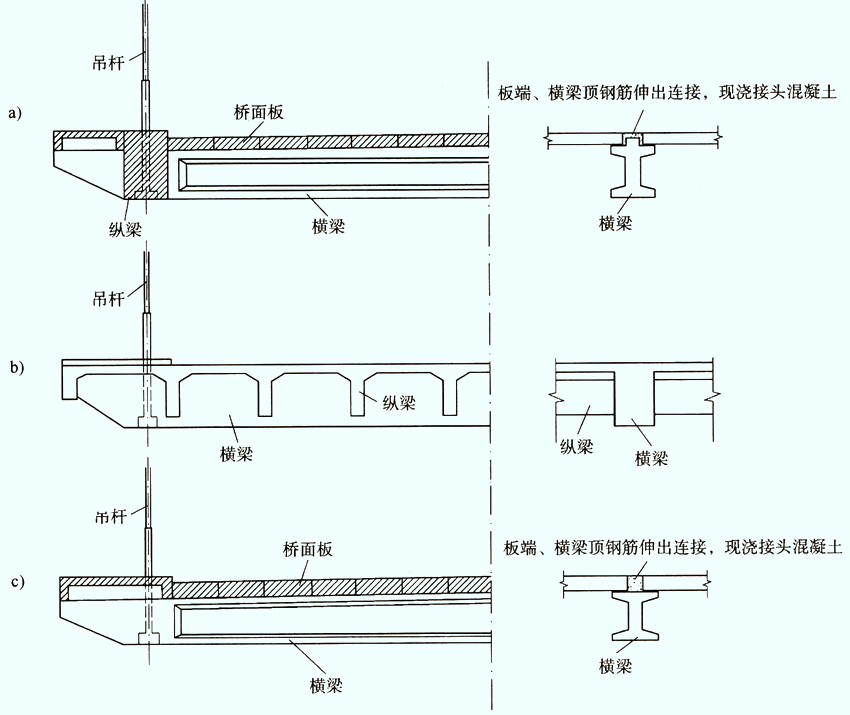 吊杆
桥面板
板端、横梁顶钢筋伸出连接，现浇接头混凝土
a)
纵梁
横梁
横梁
吊杆
b)
纵梁
横梁
纵梁
横梁
吊杆
桥面板
板端、横梁顶钢筋伸出连接，现浇接头混凝土
c)
横梁
横梁